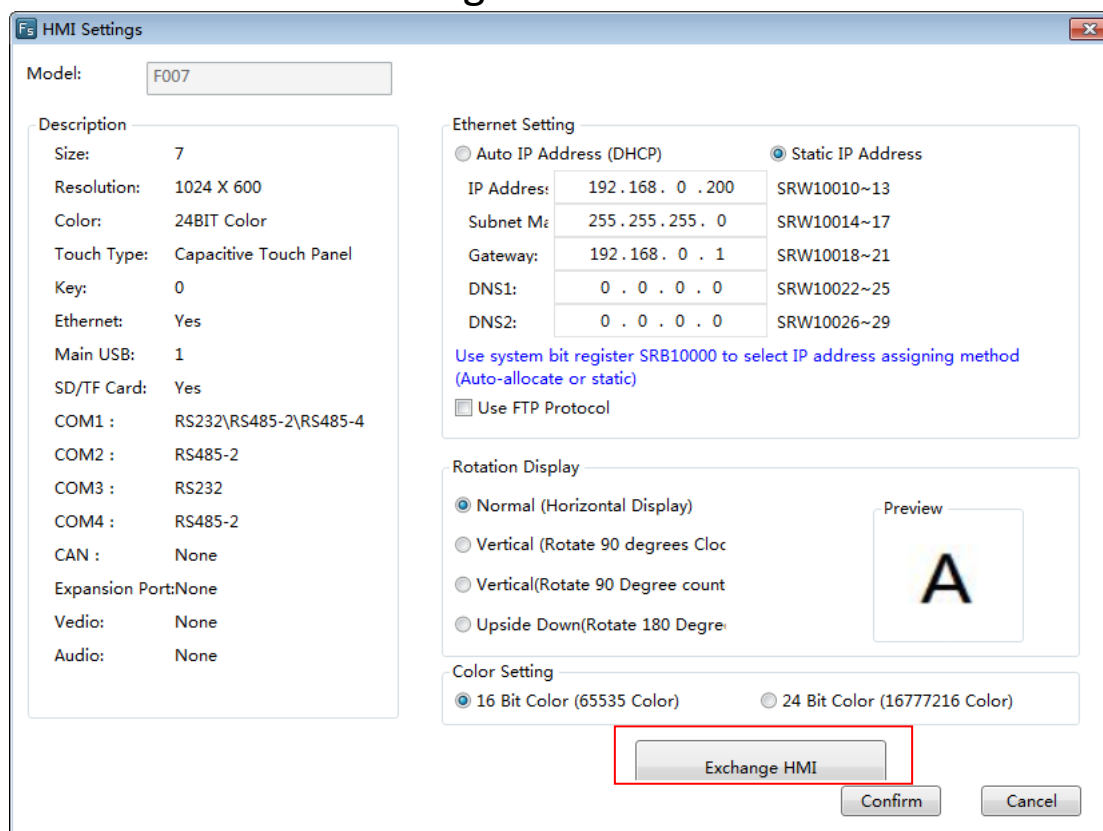 HMI Settings
Model: F007
Description
Size: 7
Resolution: 1024 X 600
Color: 24BIT Color
Touch Type: Capacitive Touch Panel
Key: 0
Ethernet: Yes
Main USB: 1
SD/TF Card: Yes
COM1 : RS232\RS485-2\RS485-4
COM2 : RS485-2
COM3 : RS232
COM4 : RS485-2
CAN : None
Expansion Port:None
Vedio: None
Audio: None
Ethernet Setting
Auto IP Address (DHCP) Static IP Address
IP Address 192.168. 0 .200 SRW10010~13
Subnet Ma 255.255.255. 0 SRW10014~17
Gateway: 192.168. 0 . 1 SRW10018~21
DNS1: 0 . 0 . 0 . 0 SRW10022~25
DNS2: 0 . 0 . 0 . 0 SRW10026~29
Use system bit register SRB10000 to select IP address assigning method
(Auto-allocate or static)
Use FTP Protocol
Rotation Display
Normal (Horizontal Display)
Vertical (Rotate 90 degrees Cloc
Vertical(Rotate 90 Degree count
Upside Down(Rotate 180 Degre
Preview
A
Color Setting
16 Bit Color (65535 Color) 24 Bit Color (16777216 Color)
Exchange HMI
Confirm Cancel